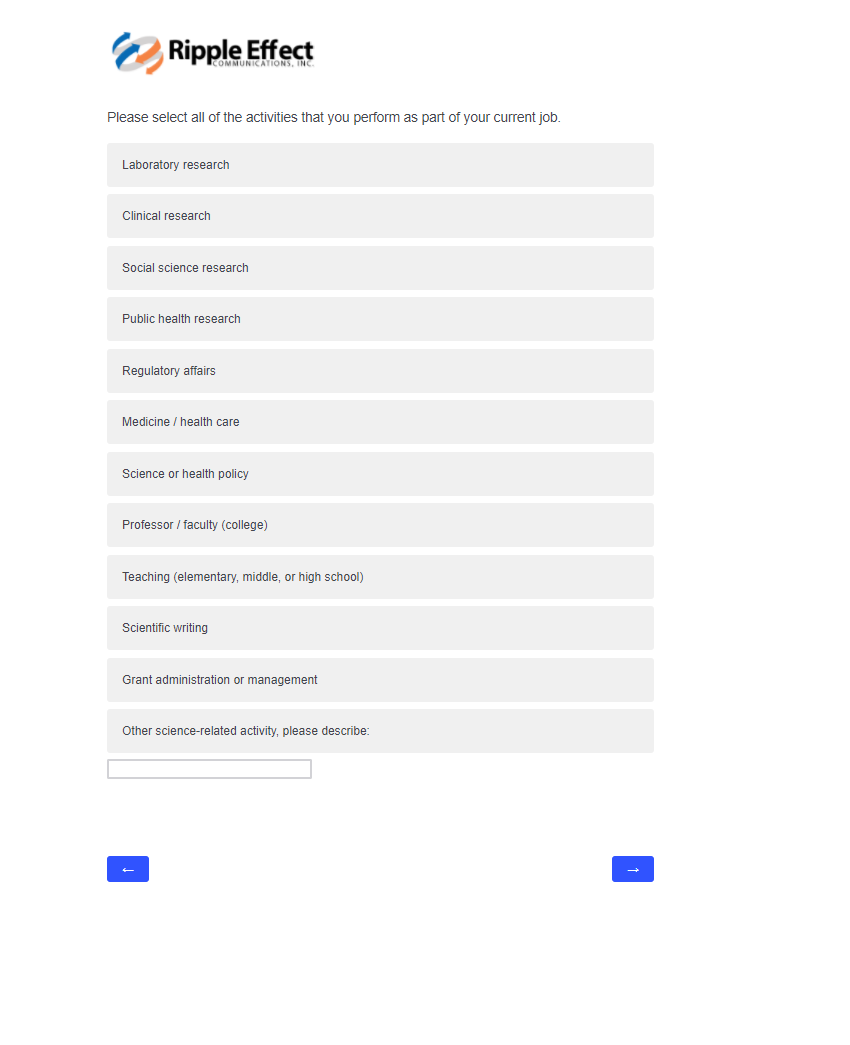 Ripple Effect
COMMUNICATIONS, INC.
Please select all of the activities that you perform as part of your current job.
Laboratory research
Clinical research
Social science research
Public health research
Regulatory affairs
Medicine / health care
Science or health policy
Professor / faculty (college)
Teaching (elementary, middle, or high school)
Scientific writing
Grant administration or management
Other science-related activity, please describe:
← →